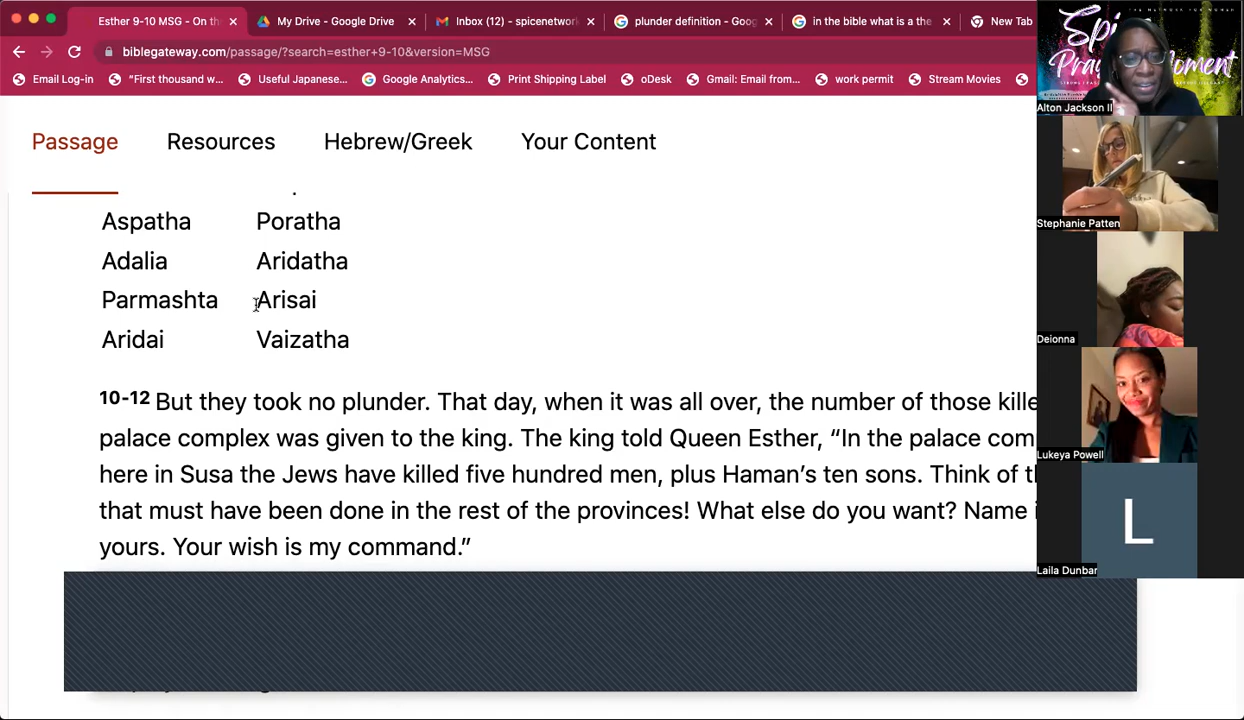 Esther 9-10 MSG - On th
My Drive - Google Drive
Inbox (12) - spicenetwork
plunder definition - Goog
in the bible what is a the
New Tab
biblegateway.com/passage/?search=esther+9-10&version=MSG
Email Log-in
"First thousand w...
Useful Japanese...
Google Analytics...
Print Shipping Label
oDesk
Gmail: Email from...
work permit
Stream Movies
Passage
Resources
Hebrew/Greek
Your Content
Aspatha Poratha
Adalia Aridatha
Parmashta Arisai
Aridai Vaizatha
10-12 But they took no plunder. That day, when it was all over, the number of those kille
palace complex was given to the king. The king told Queen Esther, “In the palace com
here in Susa the Jews have killed five hundred men, plus Haman’s ten sons. Think of t
that must have been done in the rest of the provinces! What else do you want? Name i
yours. Your wish is my command.”
Alton Jackson II
Stephanie Patten
Deionna
Lukeya Powell
L
Laila Dunbar